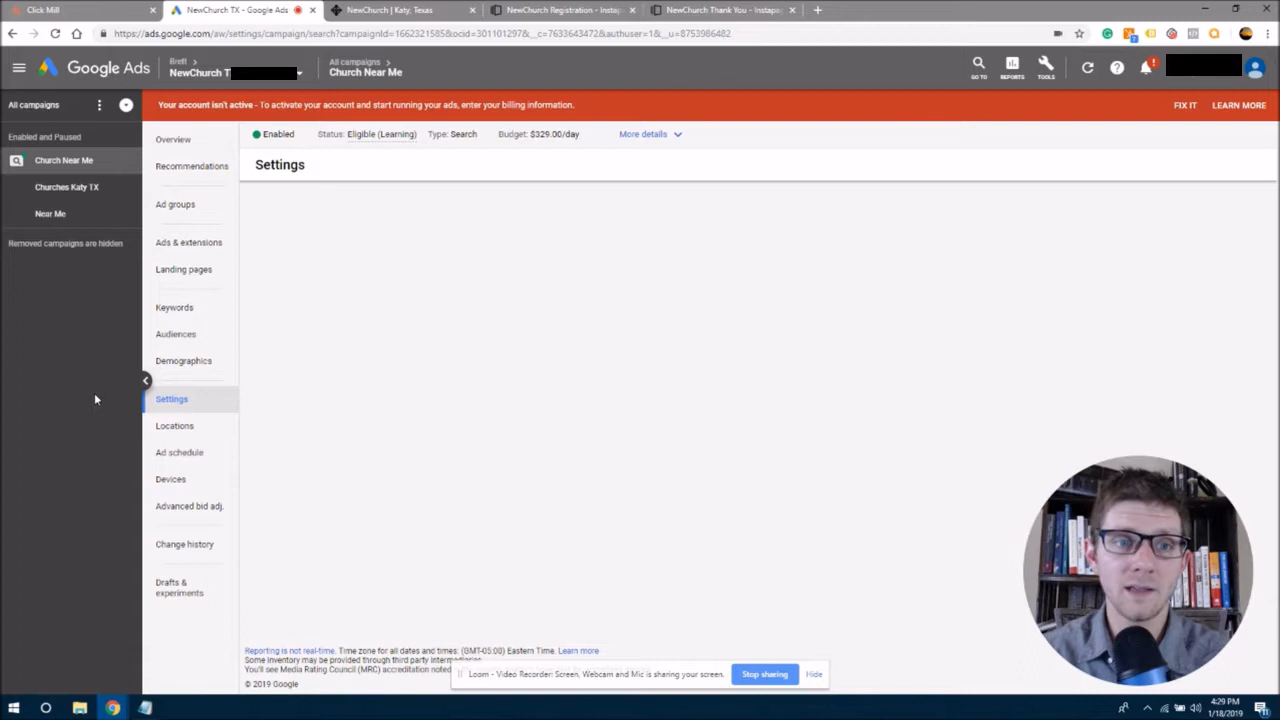 Click Mill
NewChurch TX - Google Ads
NewChurch | Katy, Texas
NewChurch Registration - Instap
NewChurch Thank You - Instapag
https://ads.google.com/aw/settings/campaign/search?campaignId=1662321585&ocid=301101297&__c=7633643472&authuser=1&__u=8753986482
Google Ads
Brett
NewChurch T
All campaigns
Church Near Me
GO TO
REPORTS
TOOLS
All campaigns
Your account isn't active - To activate your account and start running your ads, enter your billing information.
FIX IT
LEARN MORE
Enabled and Paused
Church Near Me
Churches Katy TX
Near Me
Removed campaigns are hidden
Overview
Recommendations
Ad groups
Ads & extensions
Landing pages
Keywords
Audiences
Demographics
Settings
Locations
Ad schedule
Devices
Advanced bid adj.
Change history
Drafts &
experiments
Enabled
Status: Eligible (Learning)
Type: Search
Budget: $329.00/day
More details
Settings
Reporting is not real-time. Time zone for all dates and times: (GMT-05:00) Eastern Time. Learn more
Some inventory may be provided through third party intermediaries.
You'll see Media Rating Council (MRC) accreditation noted
© 2019 Google
Loom - Video Recorder: Screen, Webcam and Mic is sharing your screen.
Stop sharing
Hide
4:29 PM
1/18/2019